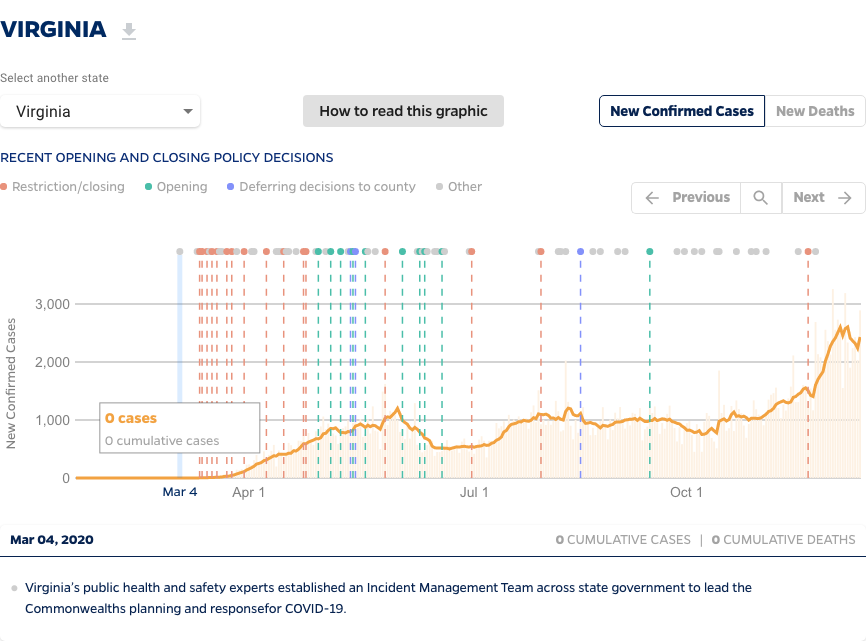 VIRGINIA
Select another state
Virginia
How to read this graphic
New Confirmed Cases
New Deaths
RECENT OPENING AND CLOSING POLICY DECISIONS
Restriction/closing
Opening
Deferring decisions to county
Other
Previous
Next
New Confirmed Cases
3,000
2,000
1,000
0
0 cases
0 cumulative cases
Mar 4
Apr 1
Jul 1
Oct 1
Mar 04, 2020
0 CUMULATIVE CASES | 0 CUMULATIVE DEATHS
Virginia's public health and safety experts established an Incident Management Team across state government to lead the
Commonwealths planning and responsefor COVID-19.